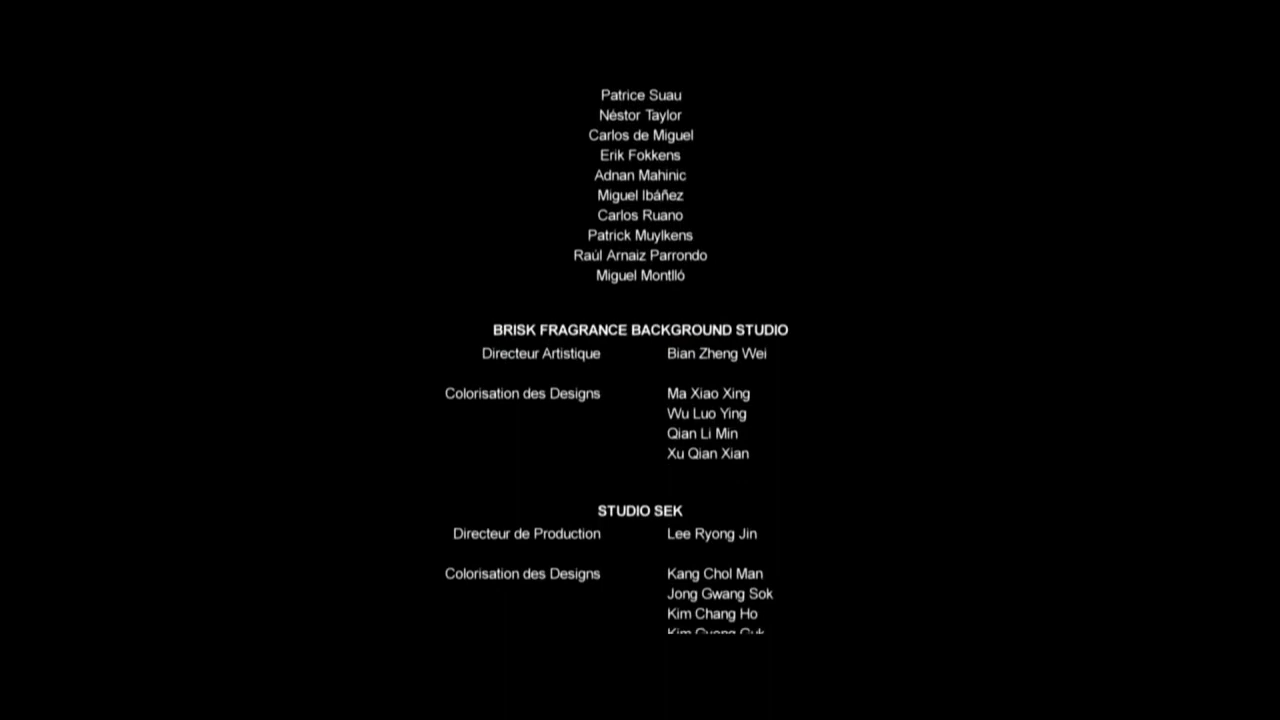 Patrice Suau
Néstor Taylor
Carlos de Miguel
Erik Fokkens
Adnan Mahinic
Miguel Ibáñez
Carlos Ruano
Patrick Muylkens
Raúl Arnaiz Parrondo
Miguel Montlló
BRISK FRAGRANCE BACKGROUND STUDIO
Directeur Artistique Bian Zheng Wei
Colorisation des Designs Ma Xiao Xing
Wu Luo Ying
Qian Li Min
Xu Qian Xian
STUDIO SEK
Directeur de Production Lee Ryong Jin
Colorisation des Designs Kang Chol Man
Jong Gwang Sok
Kim Chang Ho
Kim